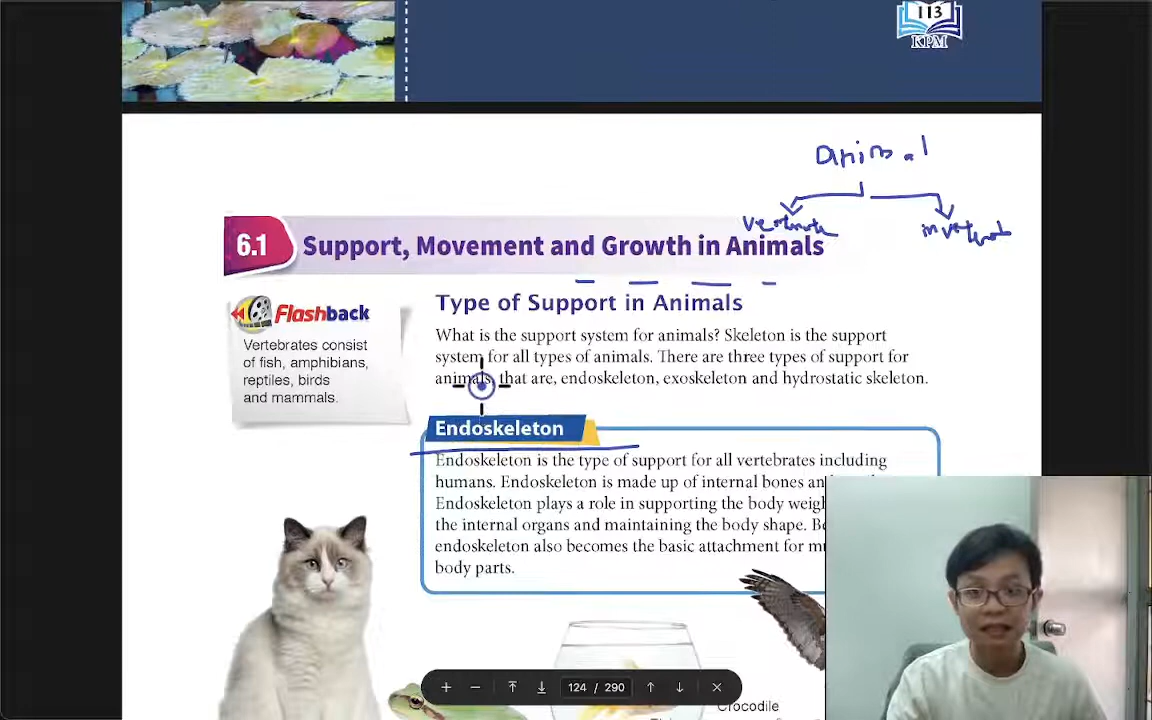 113
KPM
animal
vertebrate
invertebrate
6.1 Support, Movement and Growth in Animals
Flashback
Vertebrates consist
of fish, amphibians,
reptiles, birds
and mammals.
Type of Support in Animals
What is the support system for animals? Skeleton is the support
system for all types of animals. There are three types of support for
animals, that are, endoskeleton, exoskeleton and hydrostatic skeleton.
Endoskeleton
Endoskeleton is the type of support for all vertebrates including
humans. Endoskeleton is made up of internal bones
Endoskeleton plays a role in supporting the body
the internal organs and maintaining the body shape.
endoskeleton also becomes the basic attachment for
body parts.
124 / 290
Crocodile